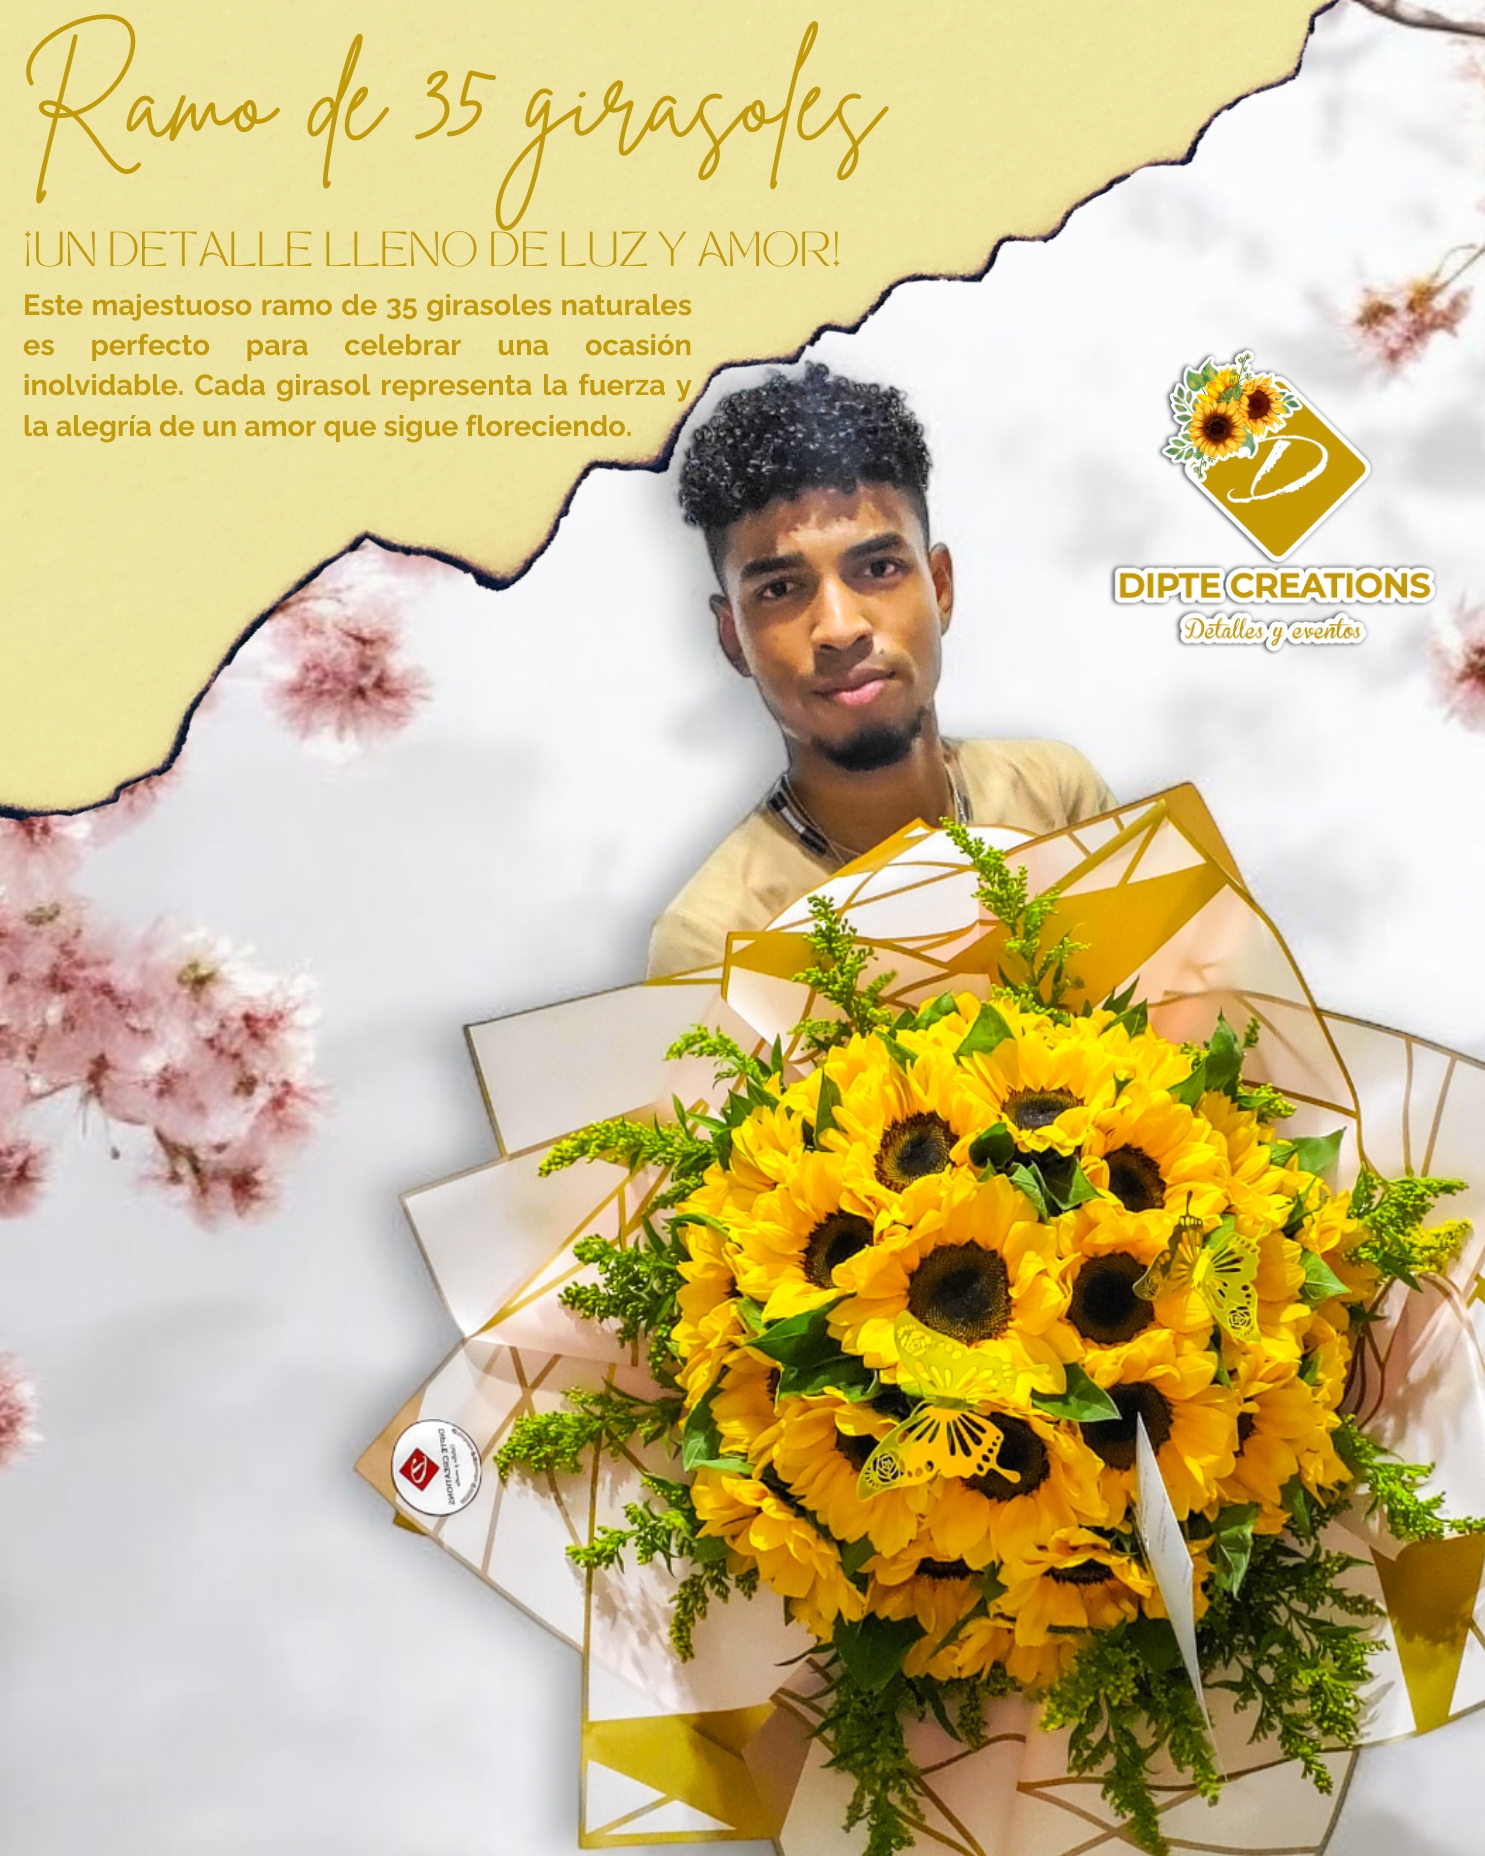 Ramo de 35 girasoles
¡UN DETALLE LLENO DE LUZ Y AMOR!
Este majestuoso ramo de 35 girasoles naturales
es perfecto para celebrar una ocasión
inolvidable. Cada girasol representa la fuerza y
la alegría de un amor que sigue floreciendo.
D
DIPTE CREATIONS
Detalles y eventos
D
DIPTE CREATIONS